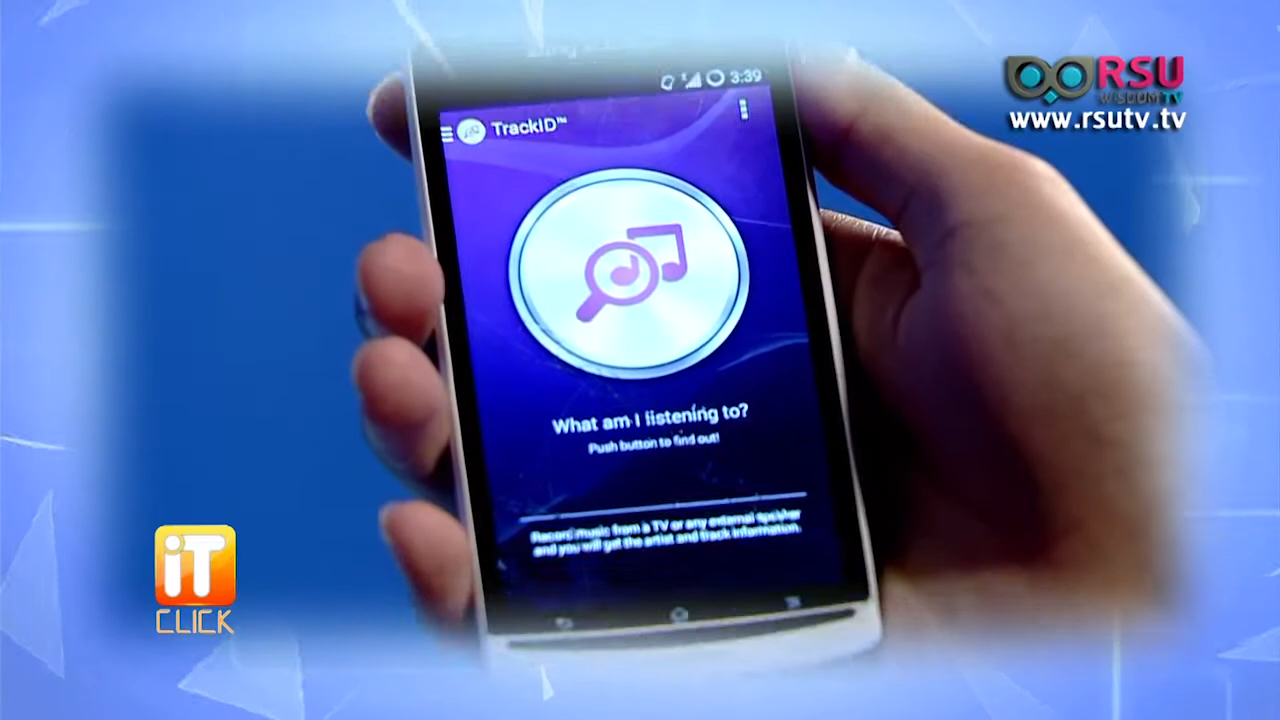 3:39
TrackID™
What am I listening to?
Push button to find out!
Record music from a TV or any external speaker
and you will get the artist and track information.
RSU
WISDOM TV
www.rsutv.tv
iT
CLICK